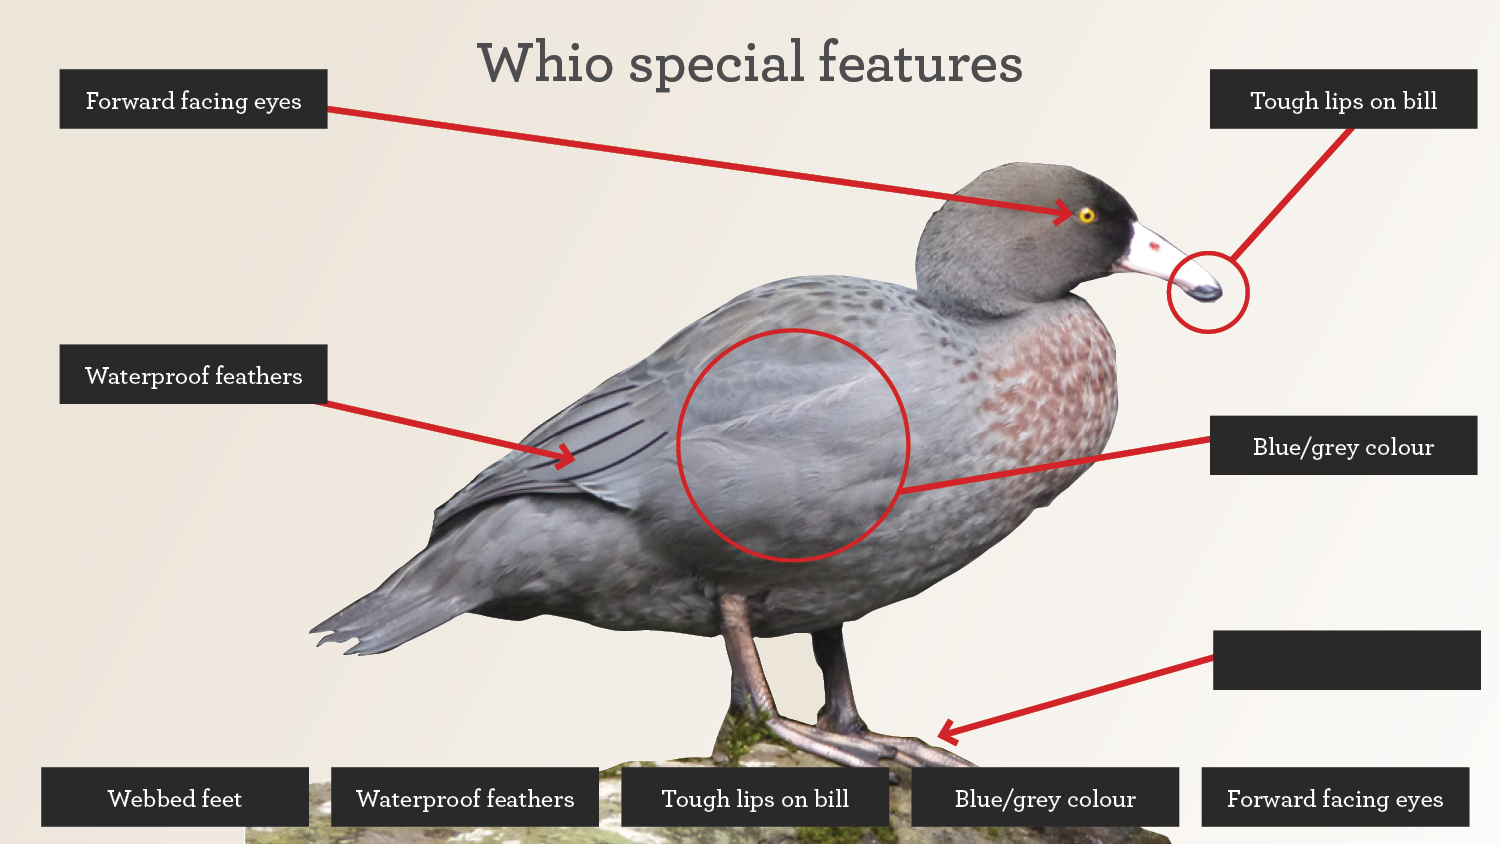 Whio special features
Forward facing eyes
Tough lips on bill
Waterproof feathers
Blue/grey colour
Webbed feet
Waterproof feathers
Tough lips on bill
Blue/grey colour
Forward facing eyes